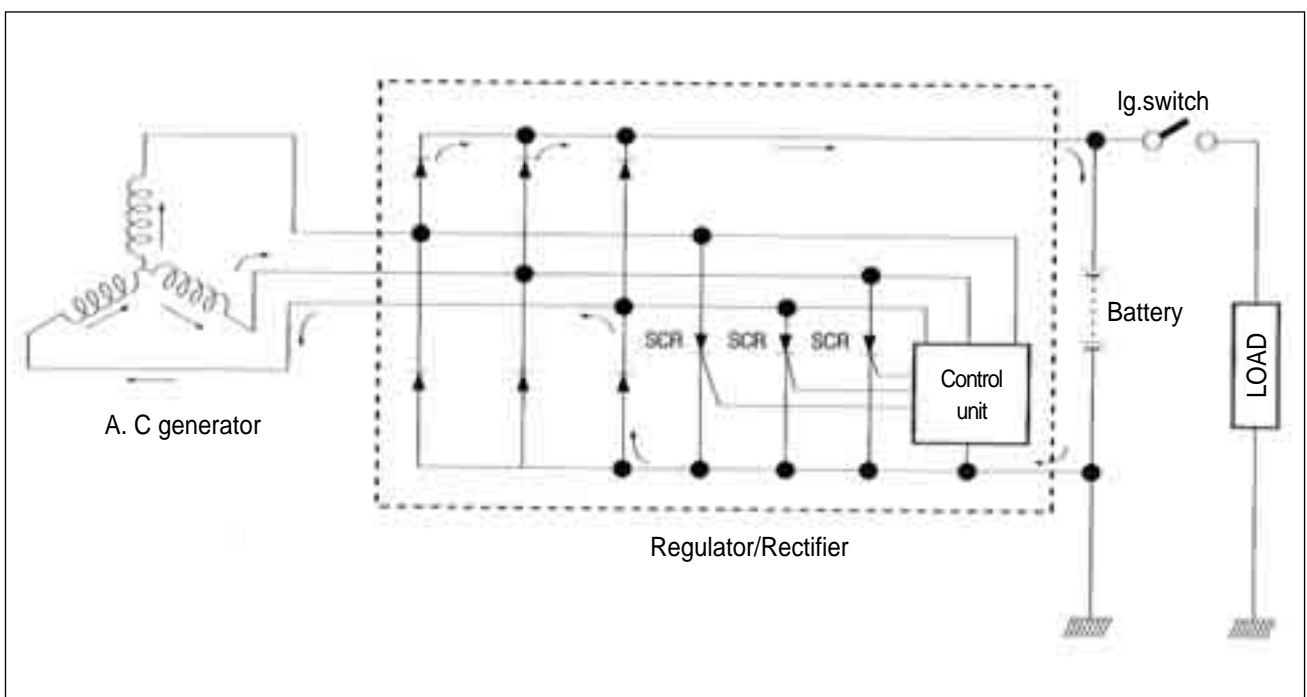 Ig.switch
SCR SCR SCR
Battery
Control
unit
LOAD
A. C generator
Regulator/Rectifier